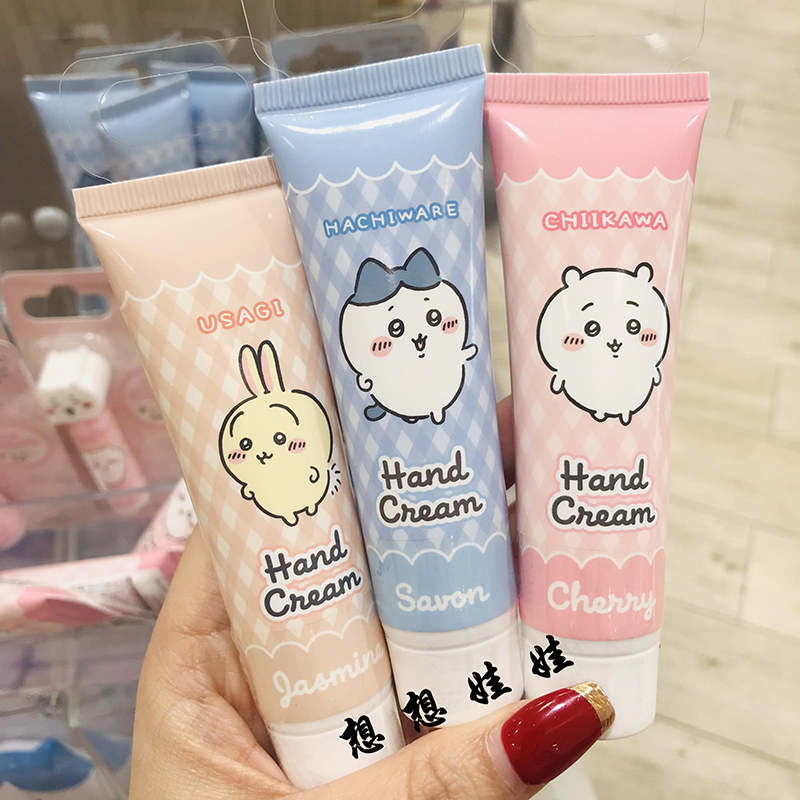 USAGI
Hand
Cream
Jasmine
HACHIWARE
Hand
Cream
Savon
CHIIKAWA
Hand
Cream
Cherry
想想娃娃